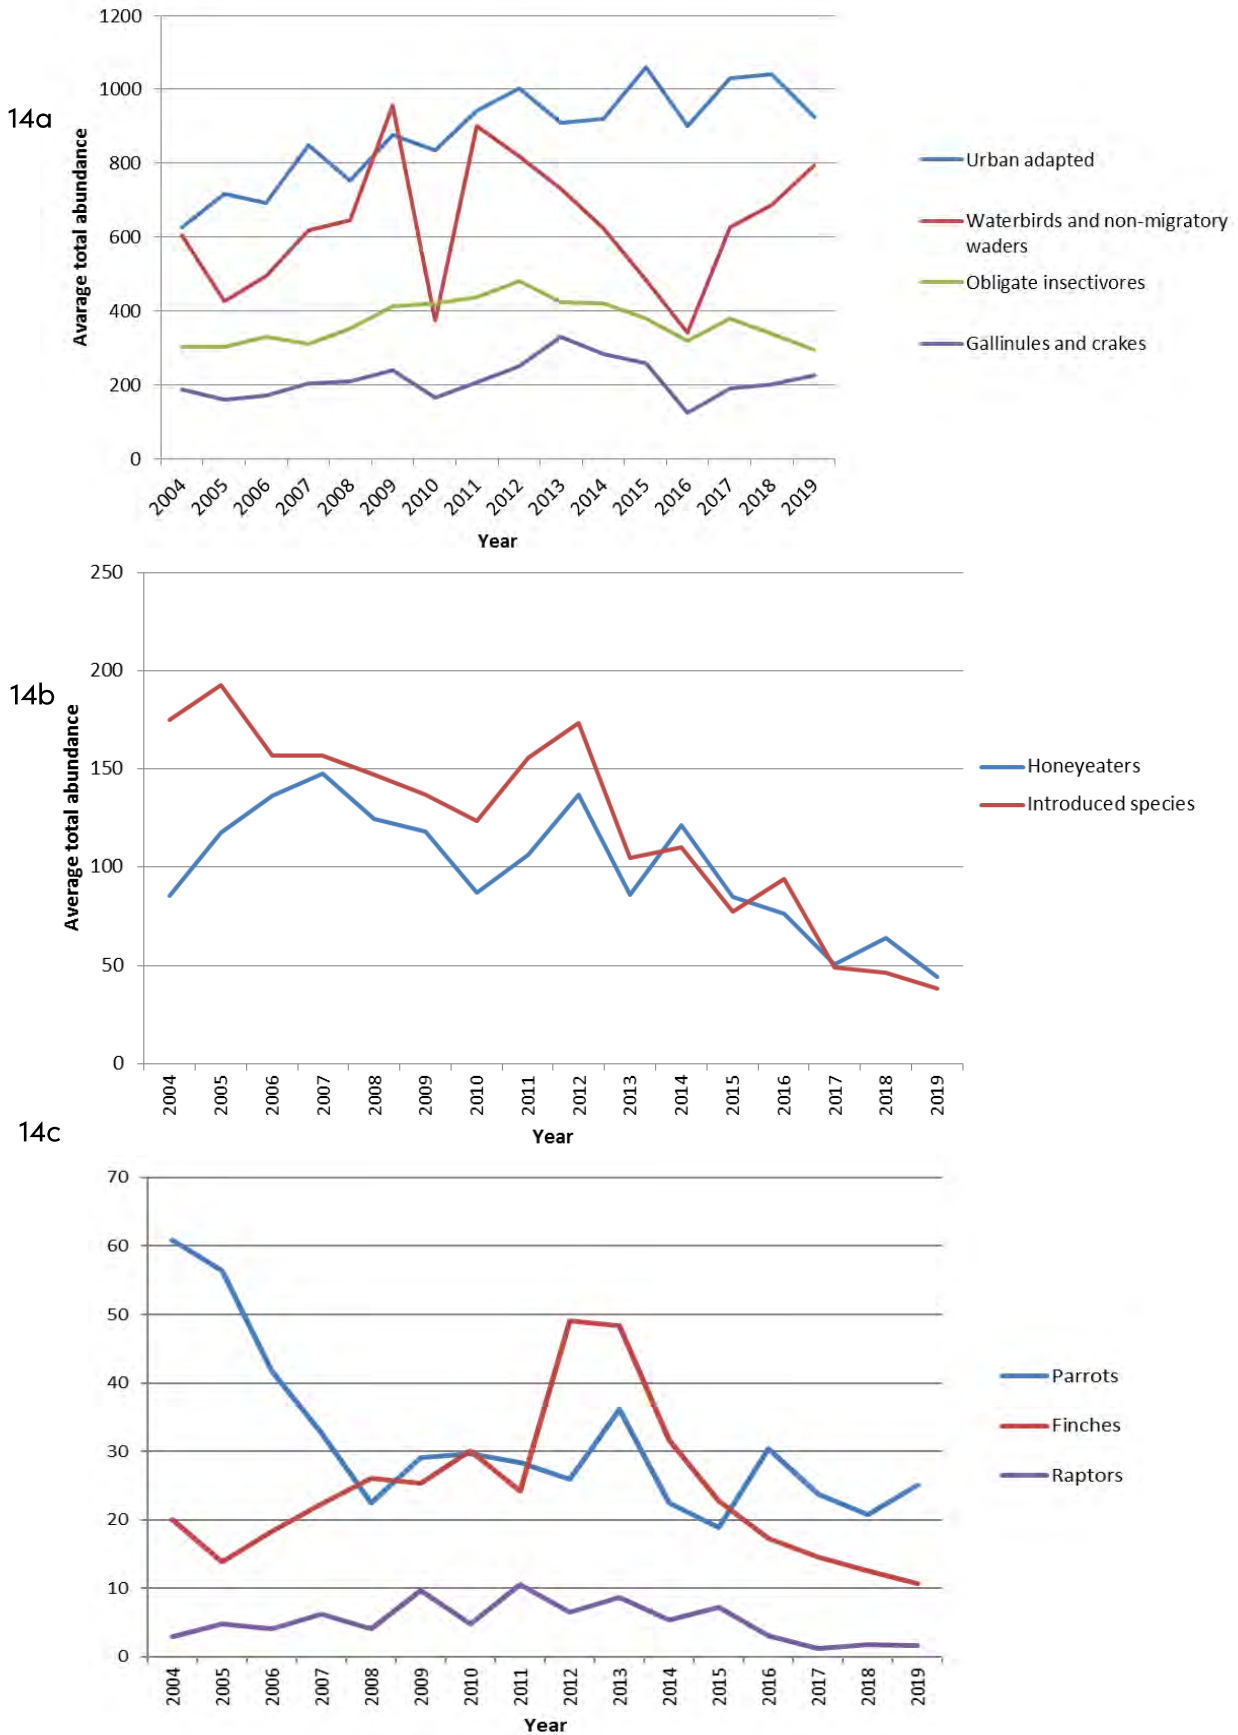 14a
Avarage total abundance
1200
1000
800
600
400
200
0
2004 2005 2006 2007 2008 2009 2010 2011 2012 2013 2014 2015 2016 2017 2018 2019
Year
Urban adapted
Waterbirds and non-migratory
waders
Obligate insectivores
Gallinules and crakes
14b
Average total abundance
250
200
150
100
50
0
2004 2005 2006 2007 2008 2009 2010 2011 2012 2013 2014 2015 2016 2017 2018 2019
Year
Honeyeaters
Introduced species
14c
70
60
50
40
30
20
10
0
2004 2005 2006 2007 2008 2009 2010 2011 2012 2013 2014 2015 2016 2017 2018 2019
Year
Parrots
Finches
Raptors